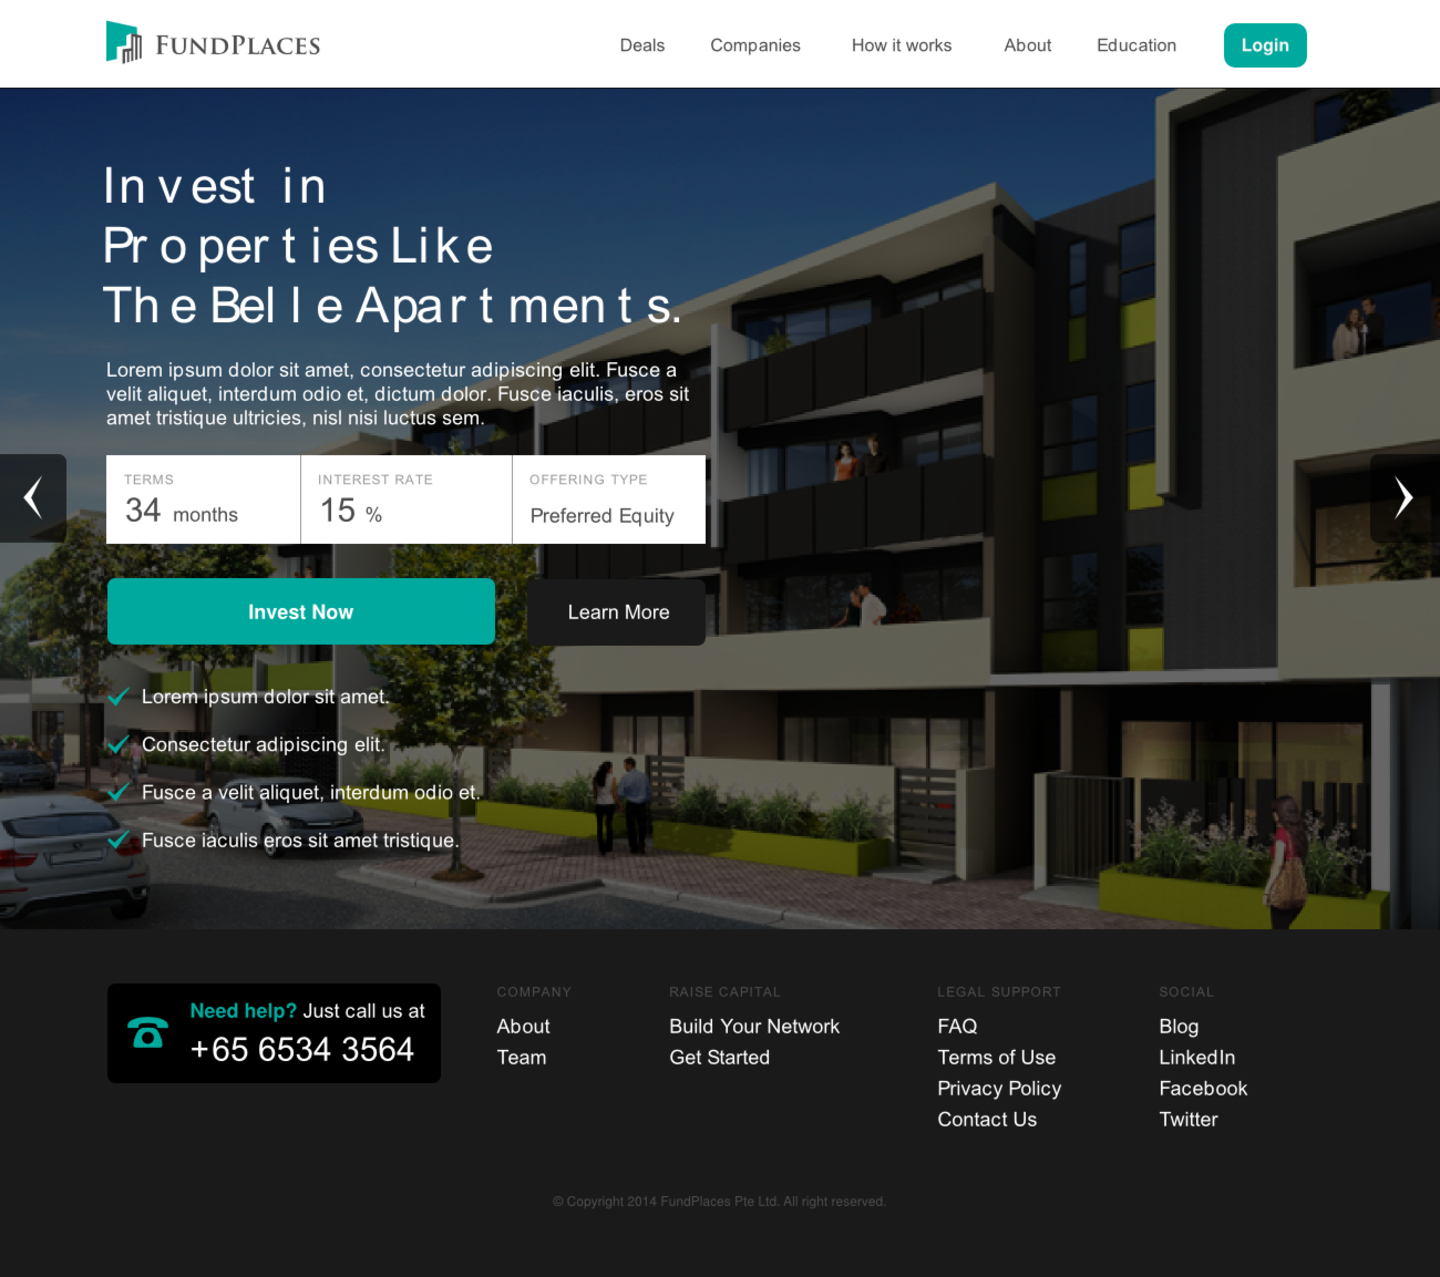 FUNDPLACES
Deals Companies How it works About Education Login
Invest in
Properties Like
The Belle Apartments.
Lorem ipsum dolor sit amet, consectetur adipiscing elit. Fusce a
velit aliquet, interdum odio et, dictum dolor. Fusce iaculis, eros sit
amet tristique ultricies, nisl nisi luctus sem.
TERMS
34 months
INTEREST RATE
15 %
OFFERING TYPE
Preferred Equity
Invest Now
Learn More
Lorem ipsum dolor sit amet.
Consectetur adipiscing elit.
Fusce a velit aliquet, interdum odio et.
Fusce iaculis eros sit amet tristique.
Need help? Just call us at
+65 6534 3564
COMPANY
About
Team
RAISE CAPITAL
Build Your Network
Get Started
LEGAL SUPPORT
FAQ
Terms of Use
Privacy Policy
Contact Us
SOCIAL
Blog
LinkedIn
Facebook
Twitter
© Copyright 2014 FundPlaces Pte Ltd. All right reserved.